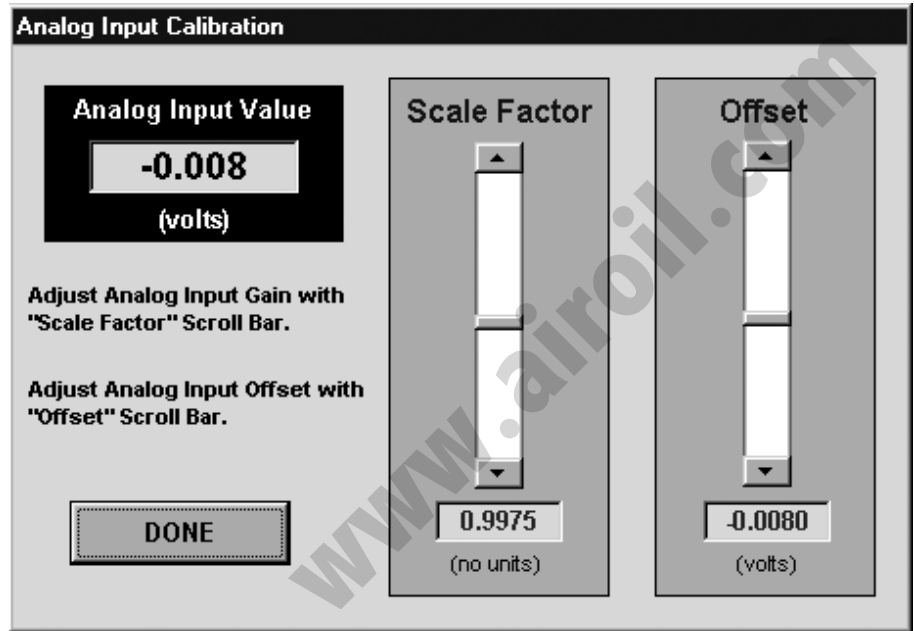 Analog Input Calibration
Analog Input Value
-0.008
(volts)
Adjust Analog Input Gain with
"Scale Factor" Scroll Bar.
Adjust Analog Input Offset with
"Offset" Scroll Bar.
DONE
Scale Factor
0.9975
(no units)
Offset
-0.0080
(volts)
www.airoil.com